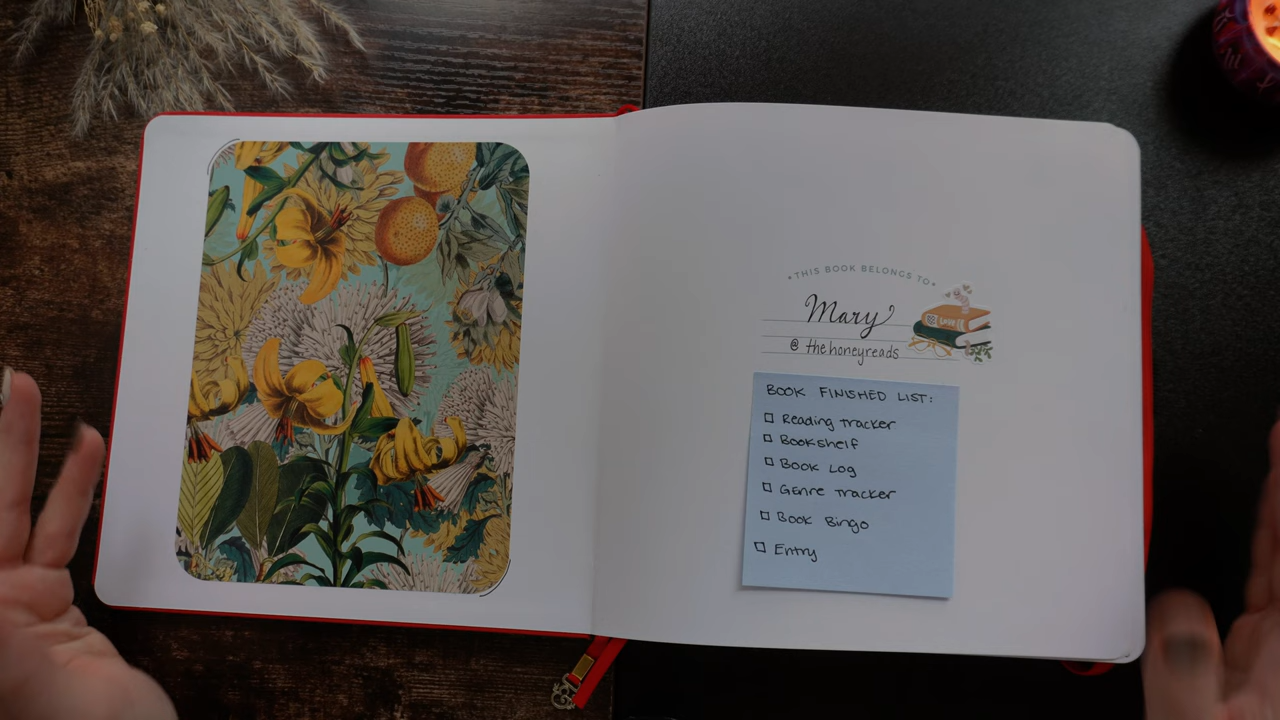 • THIS BOOK BELONGS TO •
Mary
@ thehoneyreads
BOOK FINISHED LIST:
☐ Reading tracker
☐ Bookshelf
☐ Book Log
☐ Genre tracker
☐ Book Bingo
☐ Entry